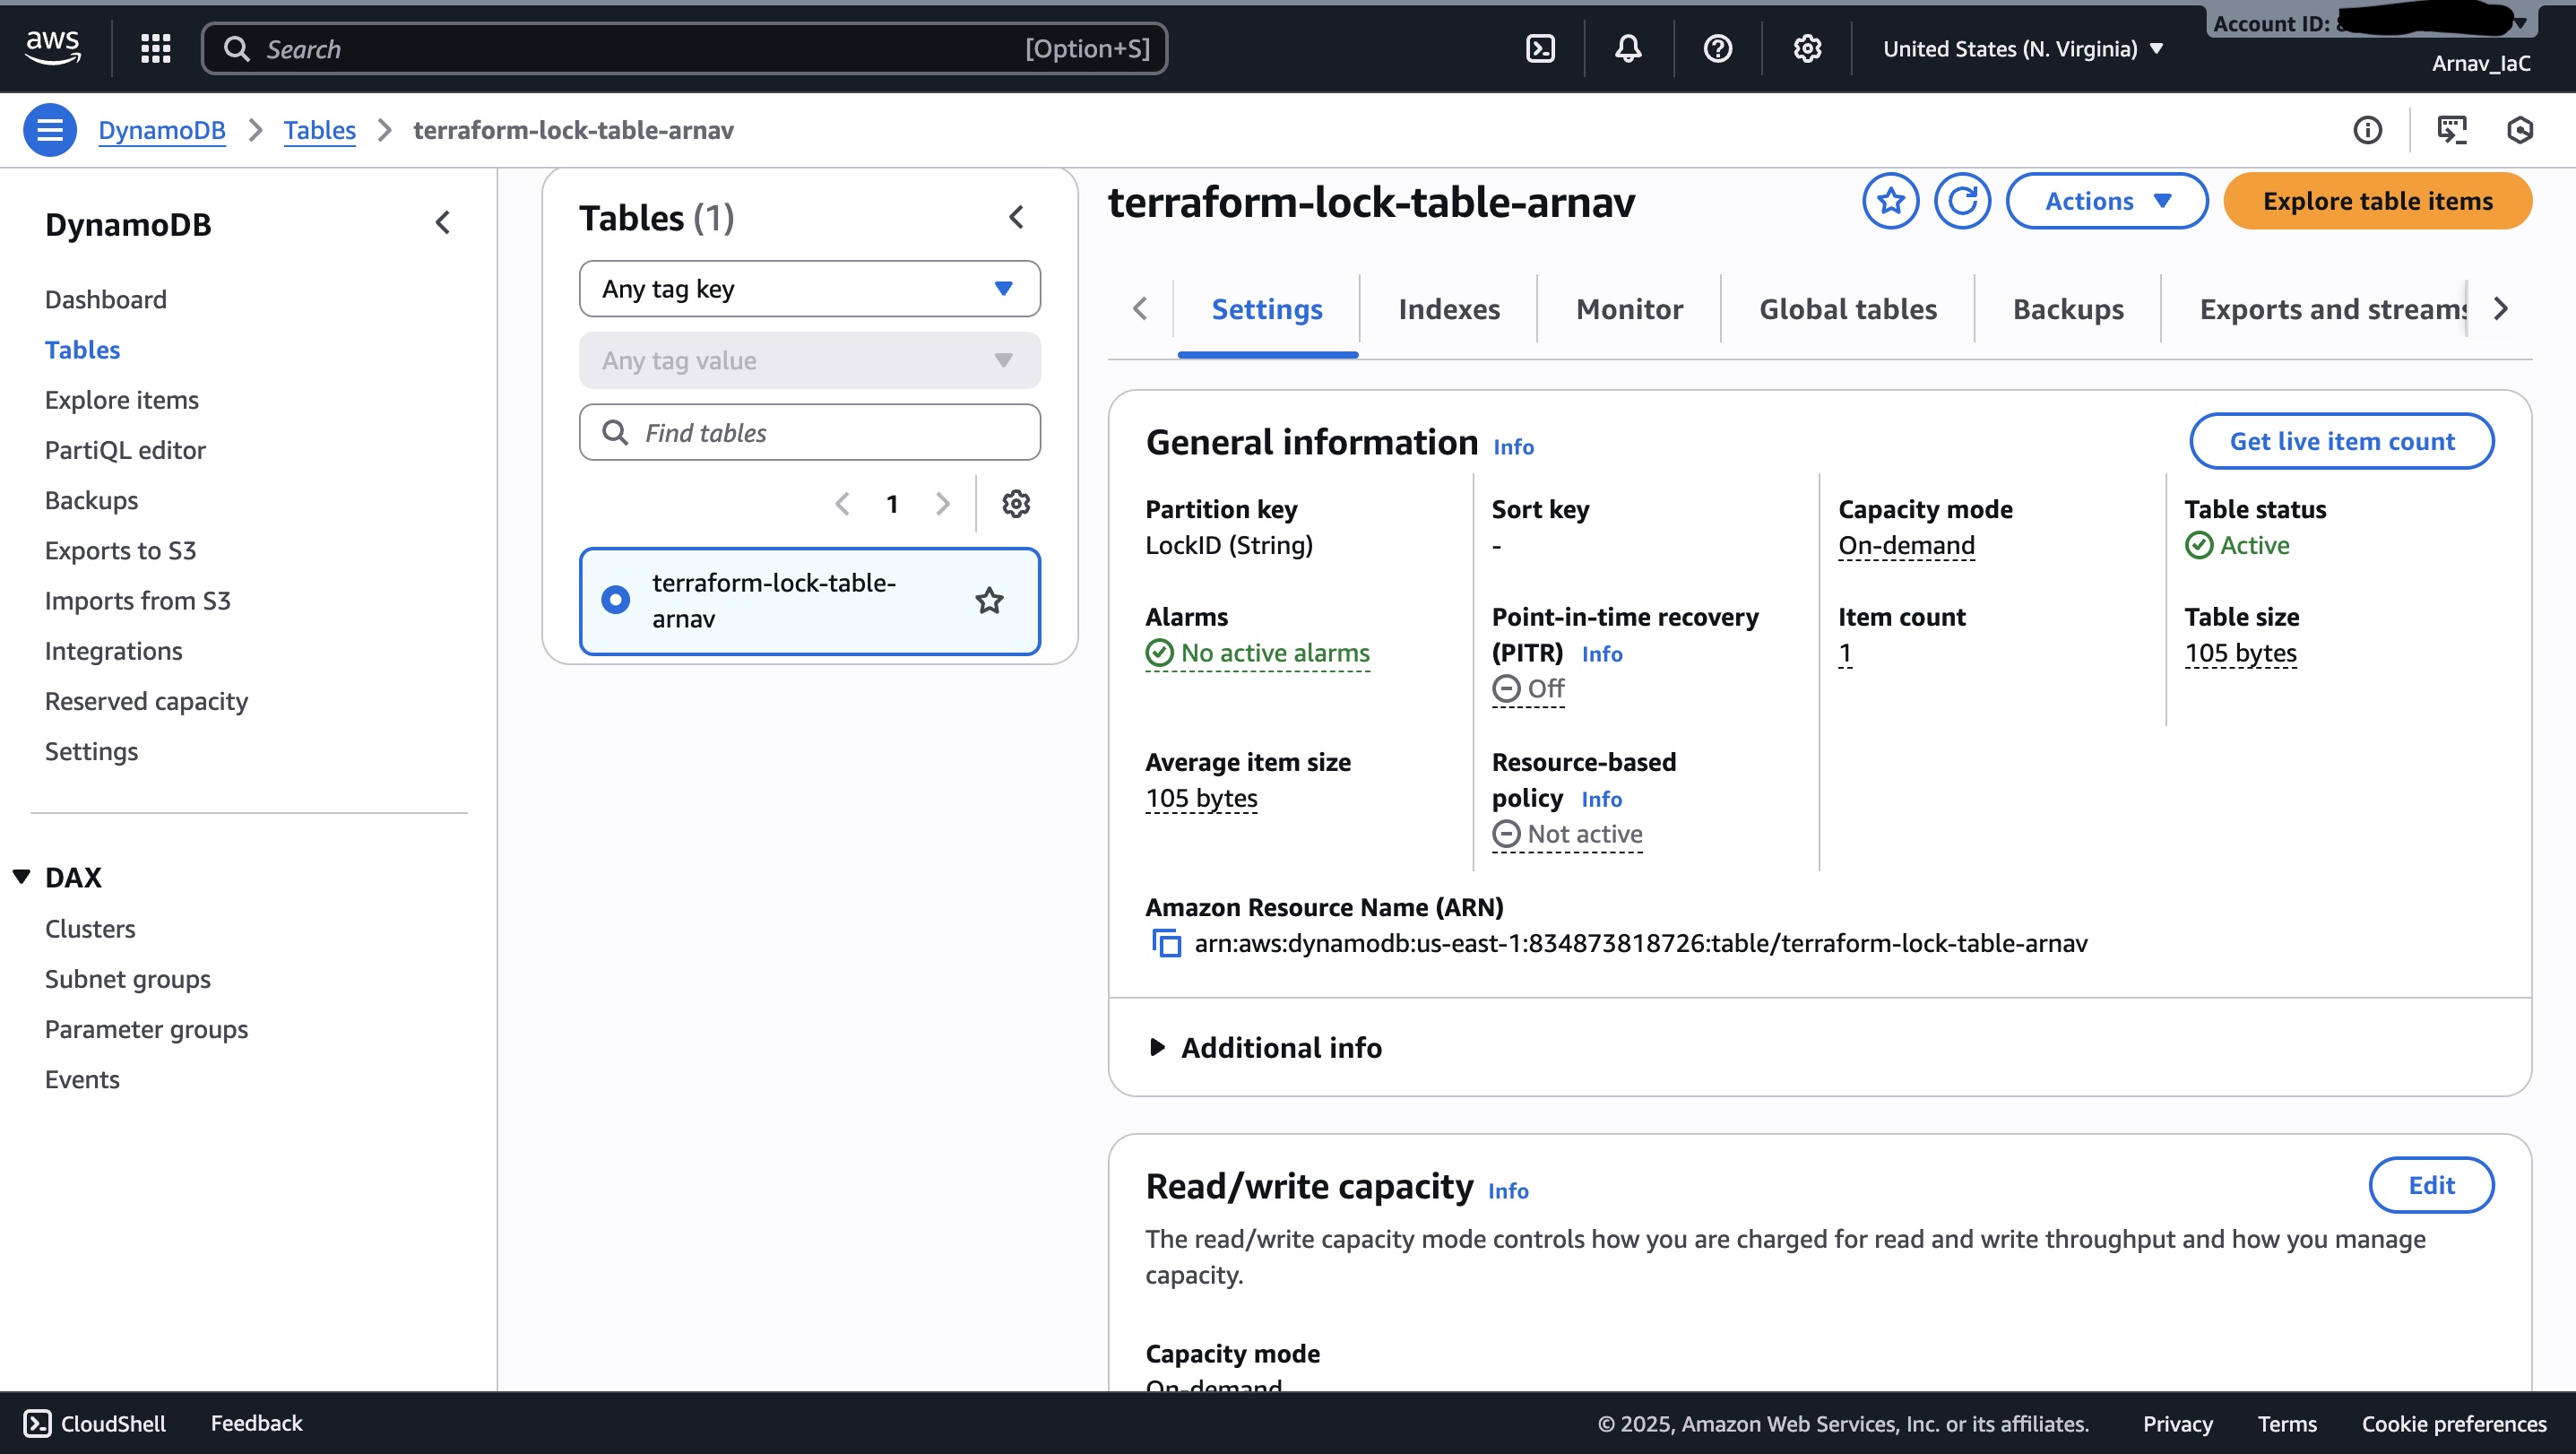 aws
Search
[Option+S]
United States (N. Virginia)
Account ID:
Arnav_IaC
DynamoDB
Tables
terraform-lock-table-arnav
DynamoDB
Dashboard
Tables
Explore items
PartiQL editor
Backups
Exports to S3
Imports from S3
Integrations
Reserved capacity
Settings
DAX
Clusters
Subnet groups
Parameter groups
Events
Tables (1)
Any tag key
Any tag value
Find tables
1
terraform-lock-table-
arnav
terraform-lock-table-arnav
Actions
Explore table items
Settings
Indexes
Monitor
Global tables
Backups
Exports and streams
General information Info
Get live item count
Partition key
LockID (String)
Sort key
-
Capacity mode
On-demand
Table status
Active
Alarms
No active alarms
Point-in-time recovery
(PITR) Info
Off
Item count
1
Table size
105 bytes
Average item size
105 bytes
Resource-based
policy Info
Not active
Amazon Resource Name (ARN)
arn:aws:dynamodb:us-east-1:834873818726:table/terraform-lock-table-arnav
Additional info
Read/write capacity Info
Edit
The read/write capacity mode controls how you are charged for read and write throughput and how you manage
capacity.
Capacity mode
On-demand
CloudShell
Feedback
© 2025, Amazon Web Services, Inc. or its affiliates.
Privacy
Terms
Cookie preferences